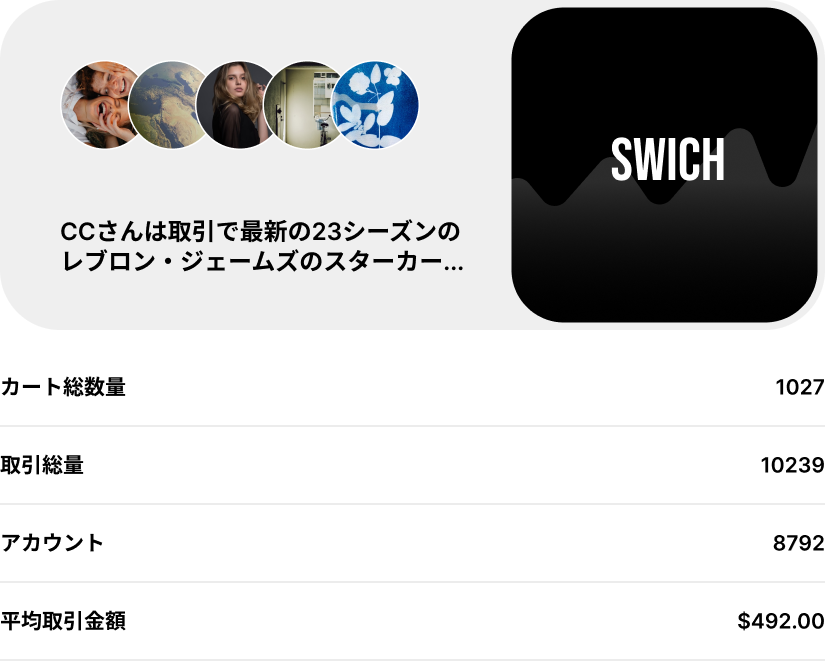 CCさんは取引で最新の23シーズンの
レブロン・ジェームズのスターカー...
SWICH
カート総数量 1027
取引総量 10239
アカウント 8792
平均取引金額 $492.00